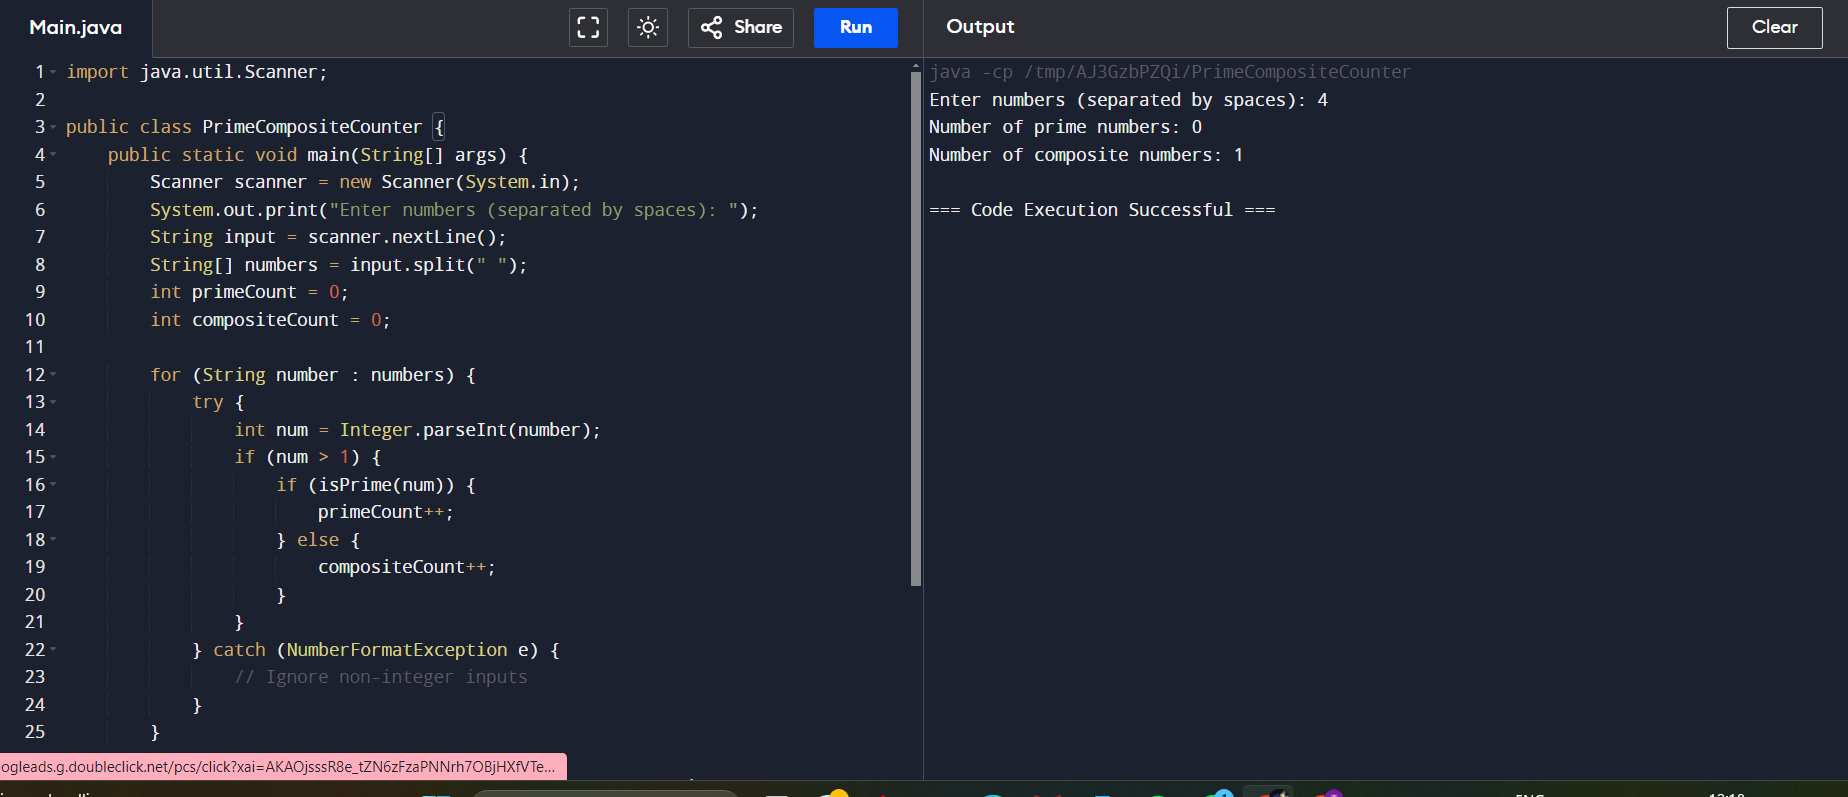 Main.java
Share
Run
Output
Clear
1 import java.util.Scanner;
2
3 public class PrimeCompositeCounter {
4     public static void main(String[] args) {
5         Scanner scanner = new Scanner(System.in);
6         System.out.print("Enter numbers (separated by spaces): ");
7         String input = scanner.nextLine();
8         String[] numbers = input.split(" ");
9         int primeCount = 0;
10         int compositeCount = 0;
11
12         for (String number : numbers) {
13             try {
14                 int num = Integer.parseInt(number);
15                 if (num > 1) {
16                     if (isPrime(num)) {
17                         primeCount++;
18                     } else {
19                         compositeCount++;
20                     }
21                 }
22             } catch (NumberFormatException e) {
23                 // Ignore non-integer inputs
24             }
25         }
java -cp /tmp/AJ3GzbPZQi/PrimeCompositeCounter
Enter numbers (separated by spaces): 4
Number of prime numbers: 0
Number of composite numbers: 1
=== Code Execution Successful ===
ogleads.g.doubleclick.net/pcs/click?xai=AKAOjsssR8e_tZN6zFzaPNNrh7OBjHXfVTe...